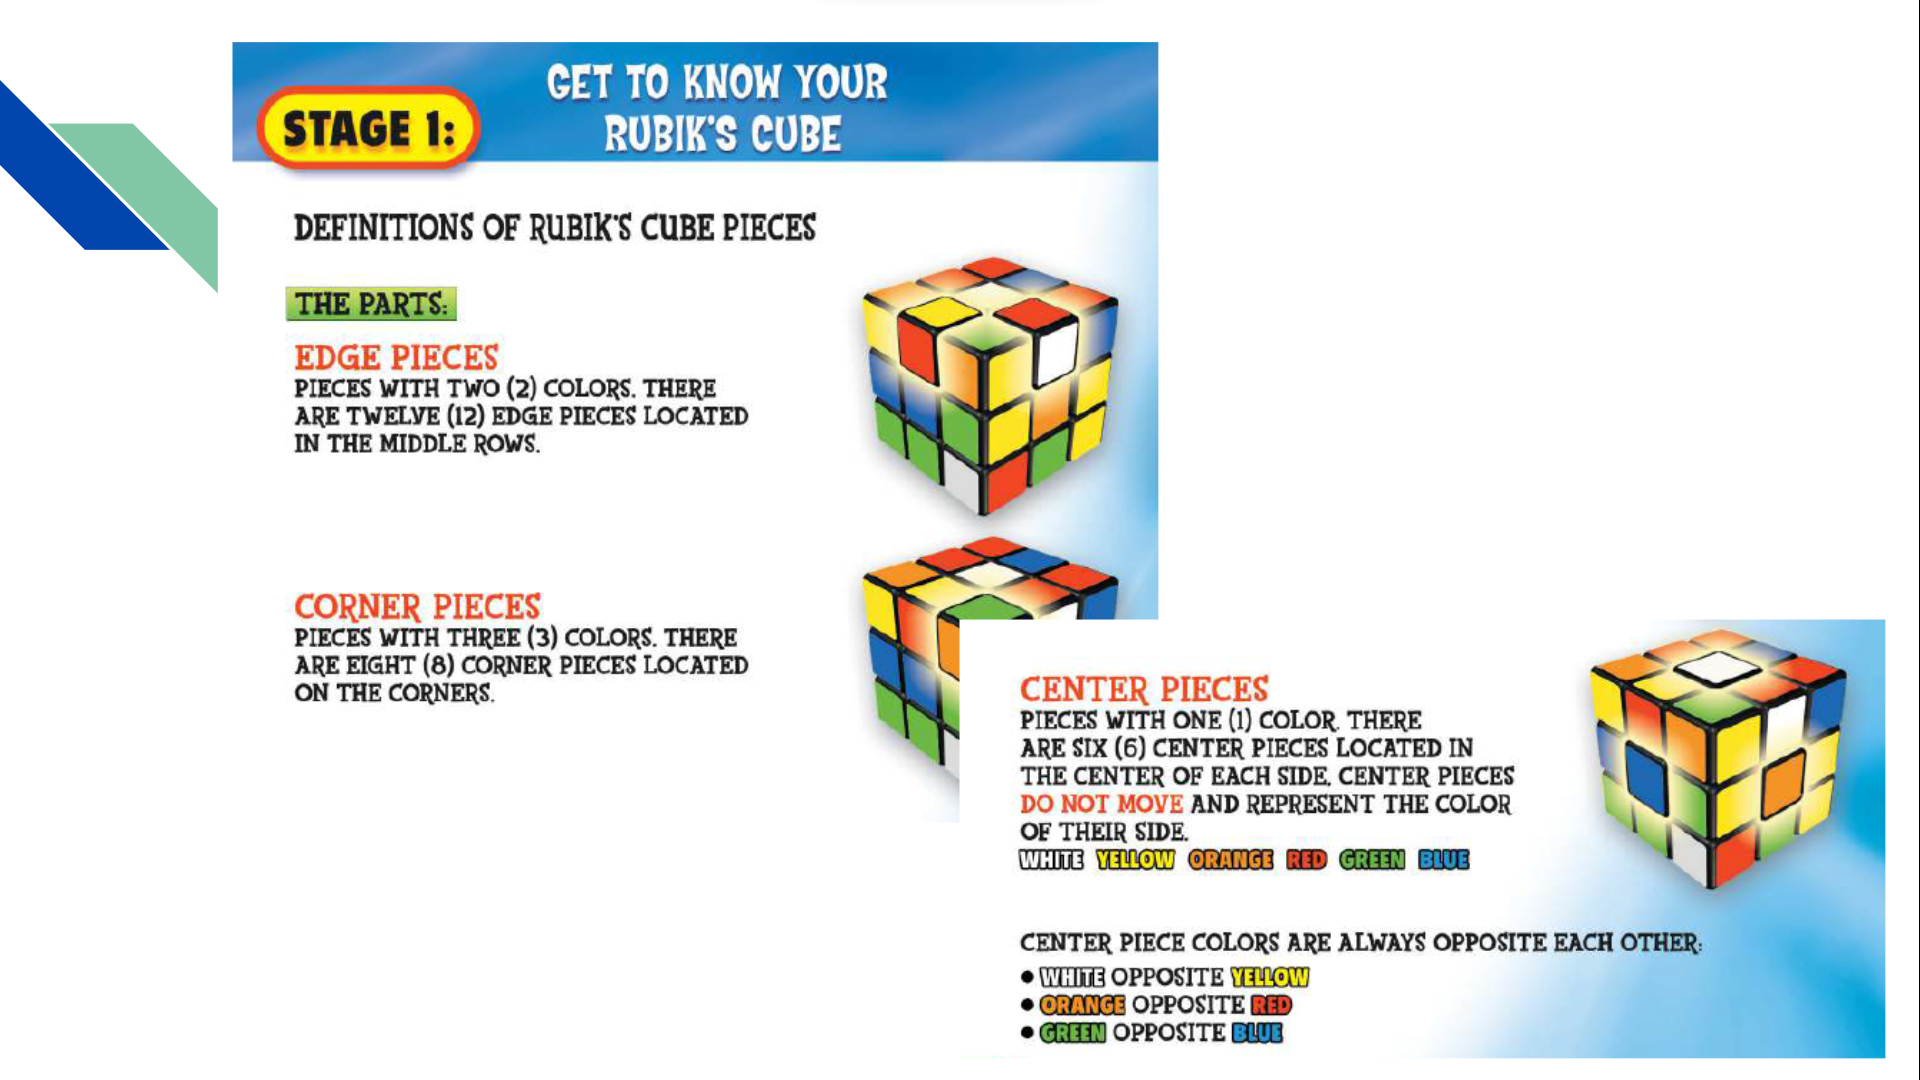 GET TO KNOW YOUR
RUBIK'S CUBE
STAGE 1:
DEFINITIONS OF RUBIK'S CUBE PIECES
THE PARTS:
EDGE PIECES
PIECES WITH TWO (2) COLORS. THERE
ARE TWELVE (12) EDGE PIECES LOCATED
IN THE MIDDLE ROWS.
CORNER PIECES
PIECES WITH THREE (3) COLORS. THERE
ARE EIGHT (8) CORNER PIECES LOCATED
ON THE CORNERS.
CENTER PIECES
PIECES WITH ONE (1) COLOR. THERE
ARE SIX (6) CENTER PIECES LOCATED IN
THE CENTER OF EACH SIDE. CENTER PIECES
DO NOT MOVE AND REPRESENT THE COLOR
OF THEIR SIDE.
WHITE YELLOW ORANGE RED GREEN BLUE
CENTER PIECE COLORS ARE ALWAYS OPPOSITE EACH OTHER:
• WHITE OPPOSITE YELLOW
• ORANGE OPPOSITE RED
• GREEN OPPOSITE BLUE